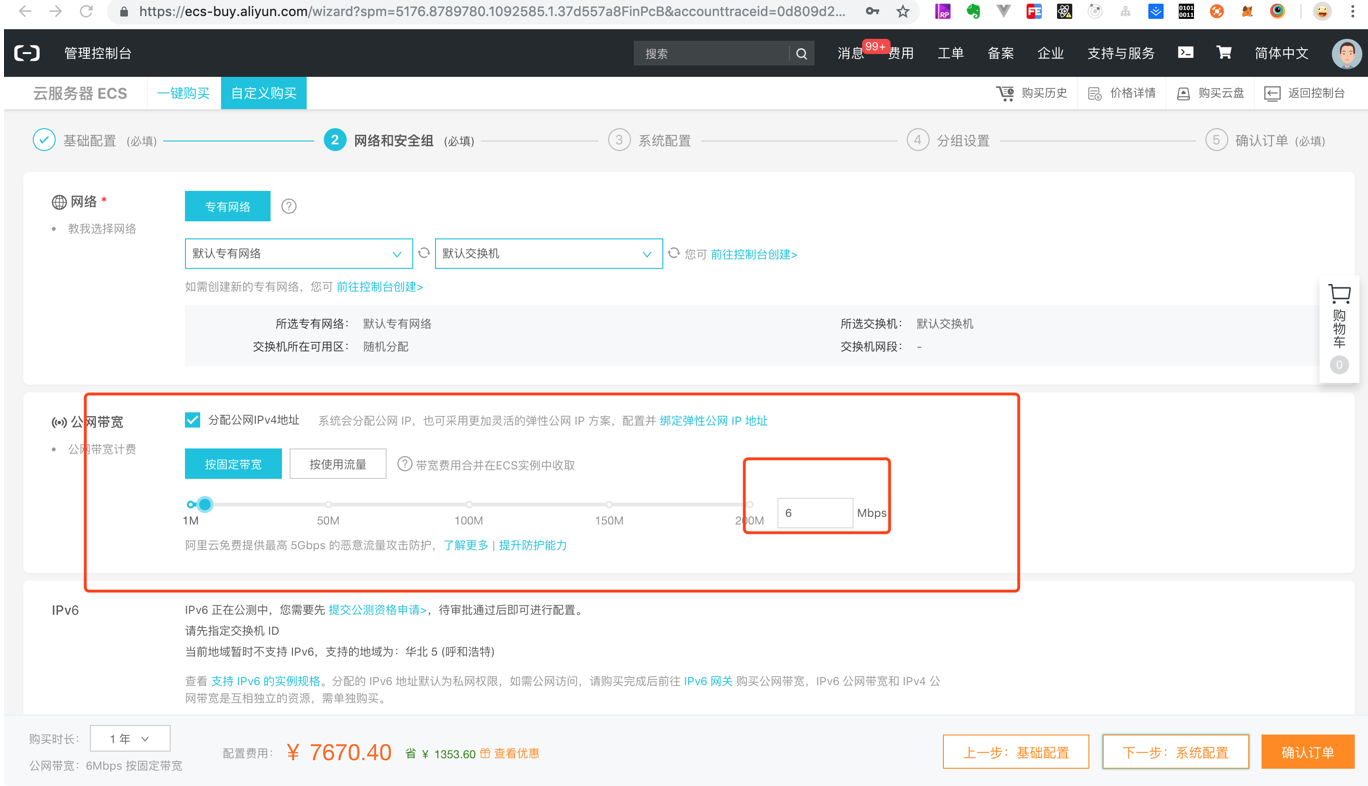 https://ecs-buy.aliyun.com/wizard?spm=5176.8789780.1092585.1.37d557a8FinPcB&accounttraceid=0d809d2...
管理控制台 搜索 消息 99+ 费用 工单 备案 企业 支持与服务 简体中文
云服务器 ECS 一键购买 自定义购买 购买历史 价格详情 购买云盘 返回控制台
基础配置 (必填) 2 网络和安全组 (必填) 3 系统配置 4 分组设置 5 确认订单 (必填)
网络 * 专有网络 ?
教我选择网络
默认专有网络 默认交换机 您可 前往控制台创建>
如需创建新的专有网络，您可 前往控制台创建>
所选专有网络： 默认专有网络 所选交换机： 默认交换机
交换机所在可用区： 随机分配 交换机网段： -
购物车
0
公网带宽 分配公网IPv4地址 系统会分配公网 IP，也可采用更加灵活的弹性公网 IP 方案，配置并 绑定弹性公网 IP 地址
公网带宽计费
按固定带宽 按使用流量 ? 带宽费用合并在ECS实例中收取
6 Mbps
1M 50M 100M 150M 200M
阿里云免费提供最高 5Gbps 的恶意流量攻击防护，了解更多 | 提升防护能力
IPv6 IPv6 正在公测中，您需要先 提交公测资格申请>，待审批通过后即可进行配置。
请先指定交换机 ID
当前地域暂时不支持 IPv6，支持的地域为：华北 5 (呼和浩特)
查看 支持 IPv6 的实例规格。分配的 IPv6 地址默认为私网权限，如需公网访问，请购买完成后前往 IPv6 网关 购买公网带宽，IPv6 公网带宽和 IPv4 公
网带宽是互相独立的资源，需单独购买。
购买时长： 1 年 配置费用： ¥ 7670.40 省 ¥ 1353.60 查看优惠 上一步：基础配置 下一步：系统配置 确认订单
公网带宽：6Mbps 按固定带宽